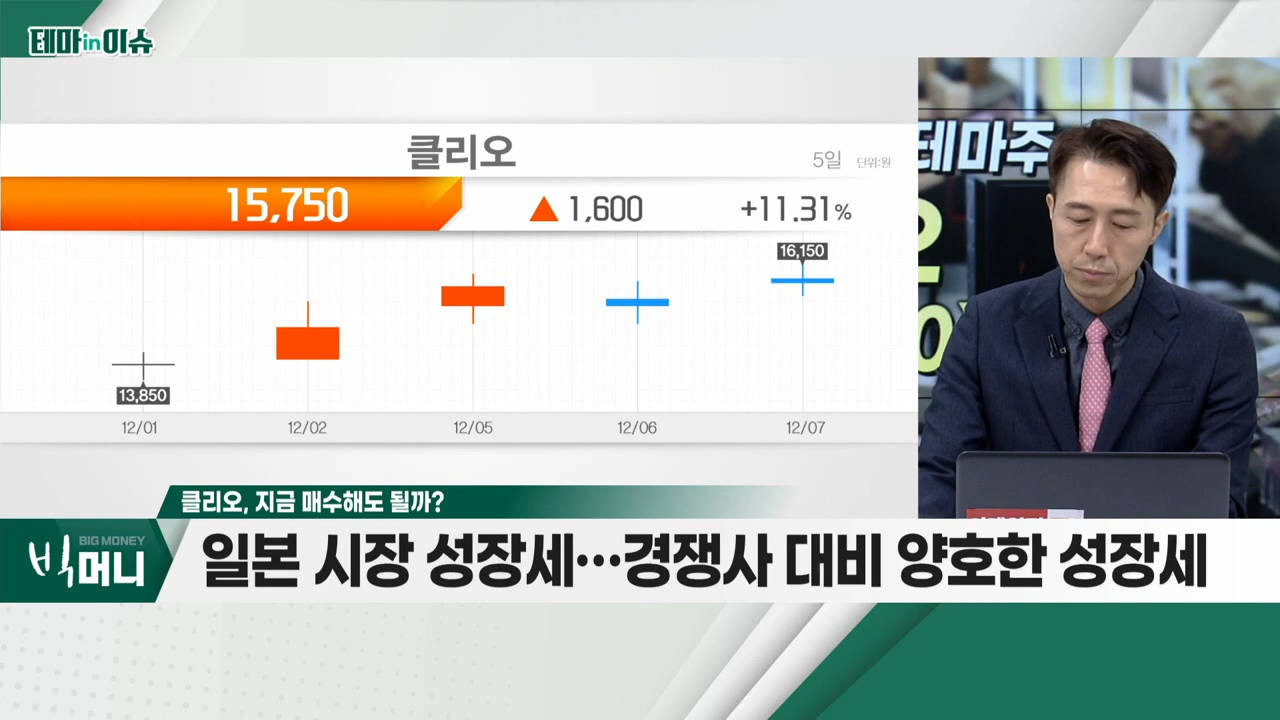 테마in이슈
클리오
5일 단위:원
15,750 ▲ 1,600 +11.31%
16,150
13,850
12/01 12/02 12/05 12/06 12/07
테마주
클리오, 지금 매수해도 될까?
BIG MONEY
빅머니
일본 시장 성장세…경쟁사 대비 양호한 성장세